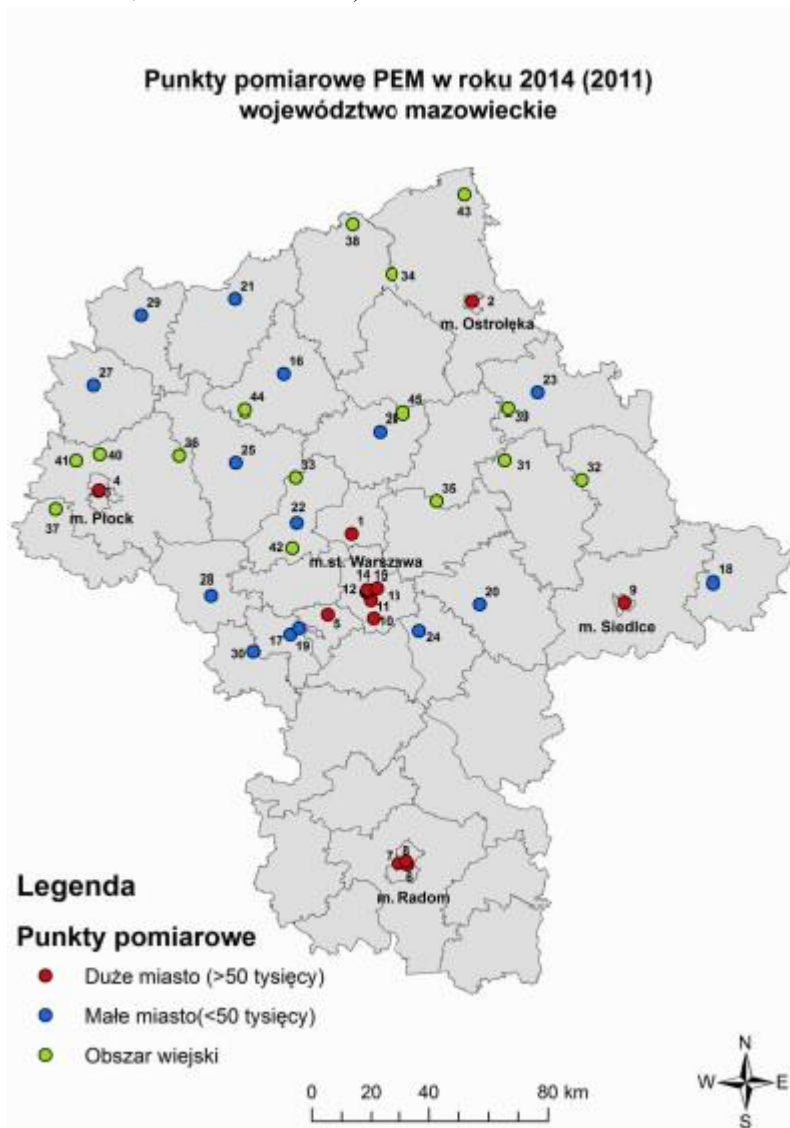 Punkty pomiarowe PEM w roku 2014 (2011)
województwo mazowieckie
43
38
34
21
29
2
m. Ostrołęka
16
27
23
44
45
26
39
36
25
40
41
4
33
31
32
35
m. Płock
37
22
1
42
m.st. Warszawa
14
15
12
13
28
11
20
9
18
5
10
m. Siedlce
17
19
24
30
7
8
6
m. Radom
Legenda
Punkty pomiarowe
Duże miasto (>50 tysięcy)
Małe miasto(<50 tysięcy)
Obszar wiejski
0 20 40 80 km
N
W E
S